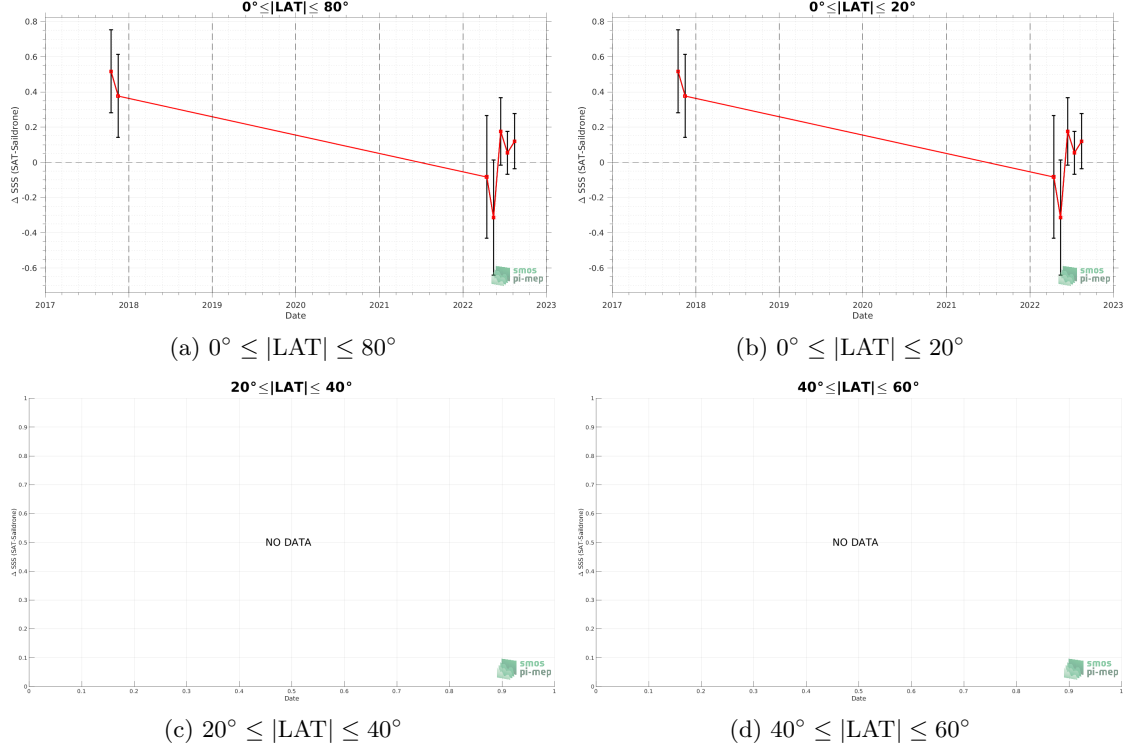 0°≤|LAT|≤ 80°
0.8
0.6
0.4
0.2
0
-0.2
-0.4
-0.6
Δ SSS (SAT-Saildrone)
2017 2018 2019 2020 2021 2022 2023
Date
smos
pi-mep
(a) 0° ≤ |LAT| ≤ 80°
0°≤|LAT|≤ 20°
0.8
0.6
0.4
0.2
0
-0.2
-0.4
-0.6
Δ SSS (SAT-Saildrone)
2017 2018 2019 2020 2021 2022 2023
Date
smos
pi-mep
(b) 0° ≤ |LAT| ≤ 20°
20°≤|LAT|≤ 40°
1
0.9
0.8
0.7
0.6
0.5
0.4
0.3
0.2
0.1
0
Δ SSS (SAT-Saildrone)
NO DATA
0 0.1 0.2 0.3 0.4 0.5 0.6 0.7 0.8 0.9 1
Date
smos
pi-mep
(c) 20° ≤ |LAT| ≤ 40°
40°≤|LAT|≤ 60°
1
0.9
0.8
0.7
0.6
0.5
0.4
0.3
0.2
0.1
0
Δ SSS (SAT-Saildrone)
NO DATA
0 0.1 0.2 0.3 0.4 0.5 0.6 0.7 0.8 0.9 1
Date
smos
pi-mep
(d) 40° ≤ |LAT| ≤ 60°